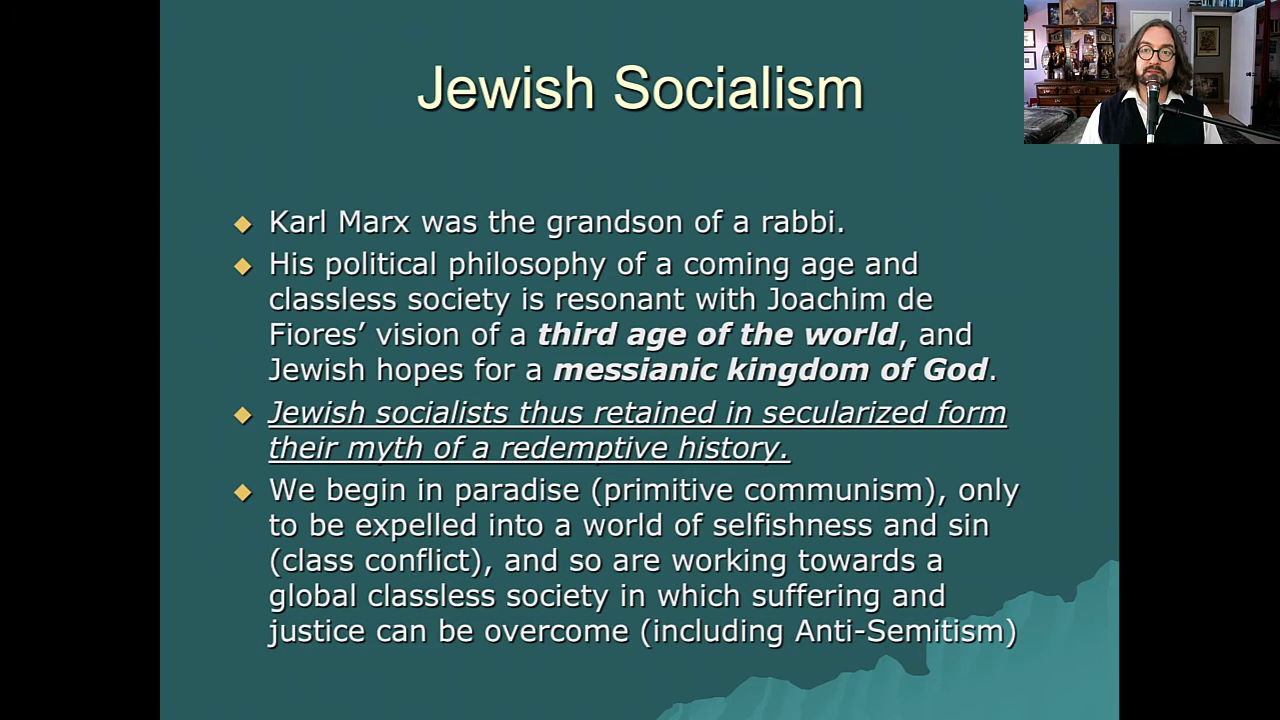 Jewish Socialism
Karl Marx was the grandson of a rabbi.
His political philosophy of a coming age and
classless society is resonant with Joachim de
Fiores’ vision of a third age of the world, and
Jewish hopes for a messianic kingdom of God.
Jewish socialists thus retained in secularized form
their myth of a redemptive history.
We begin in paradise (primitive communism), only
to be expelled into a world of selfishness and sin
(class conflict), and so are working towards a
global classless society in which suffering and
justice can be overcome (including Anti-Semitism)